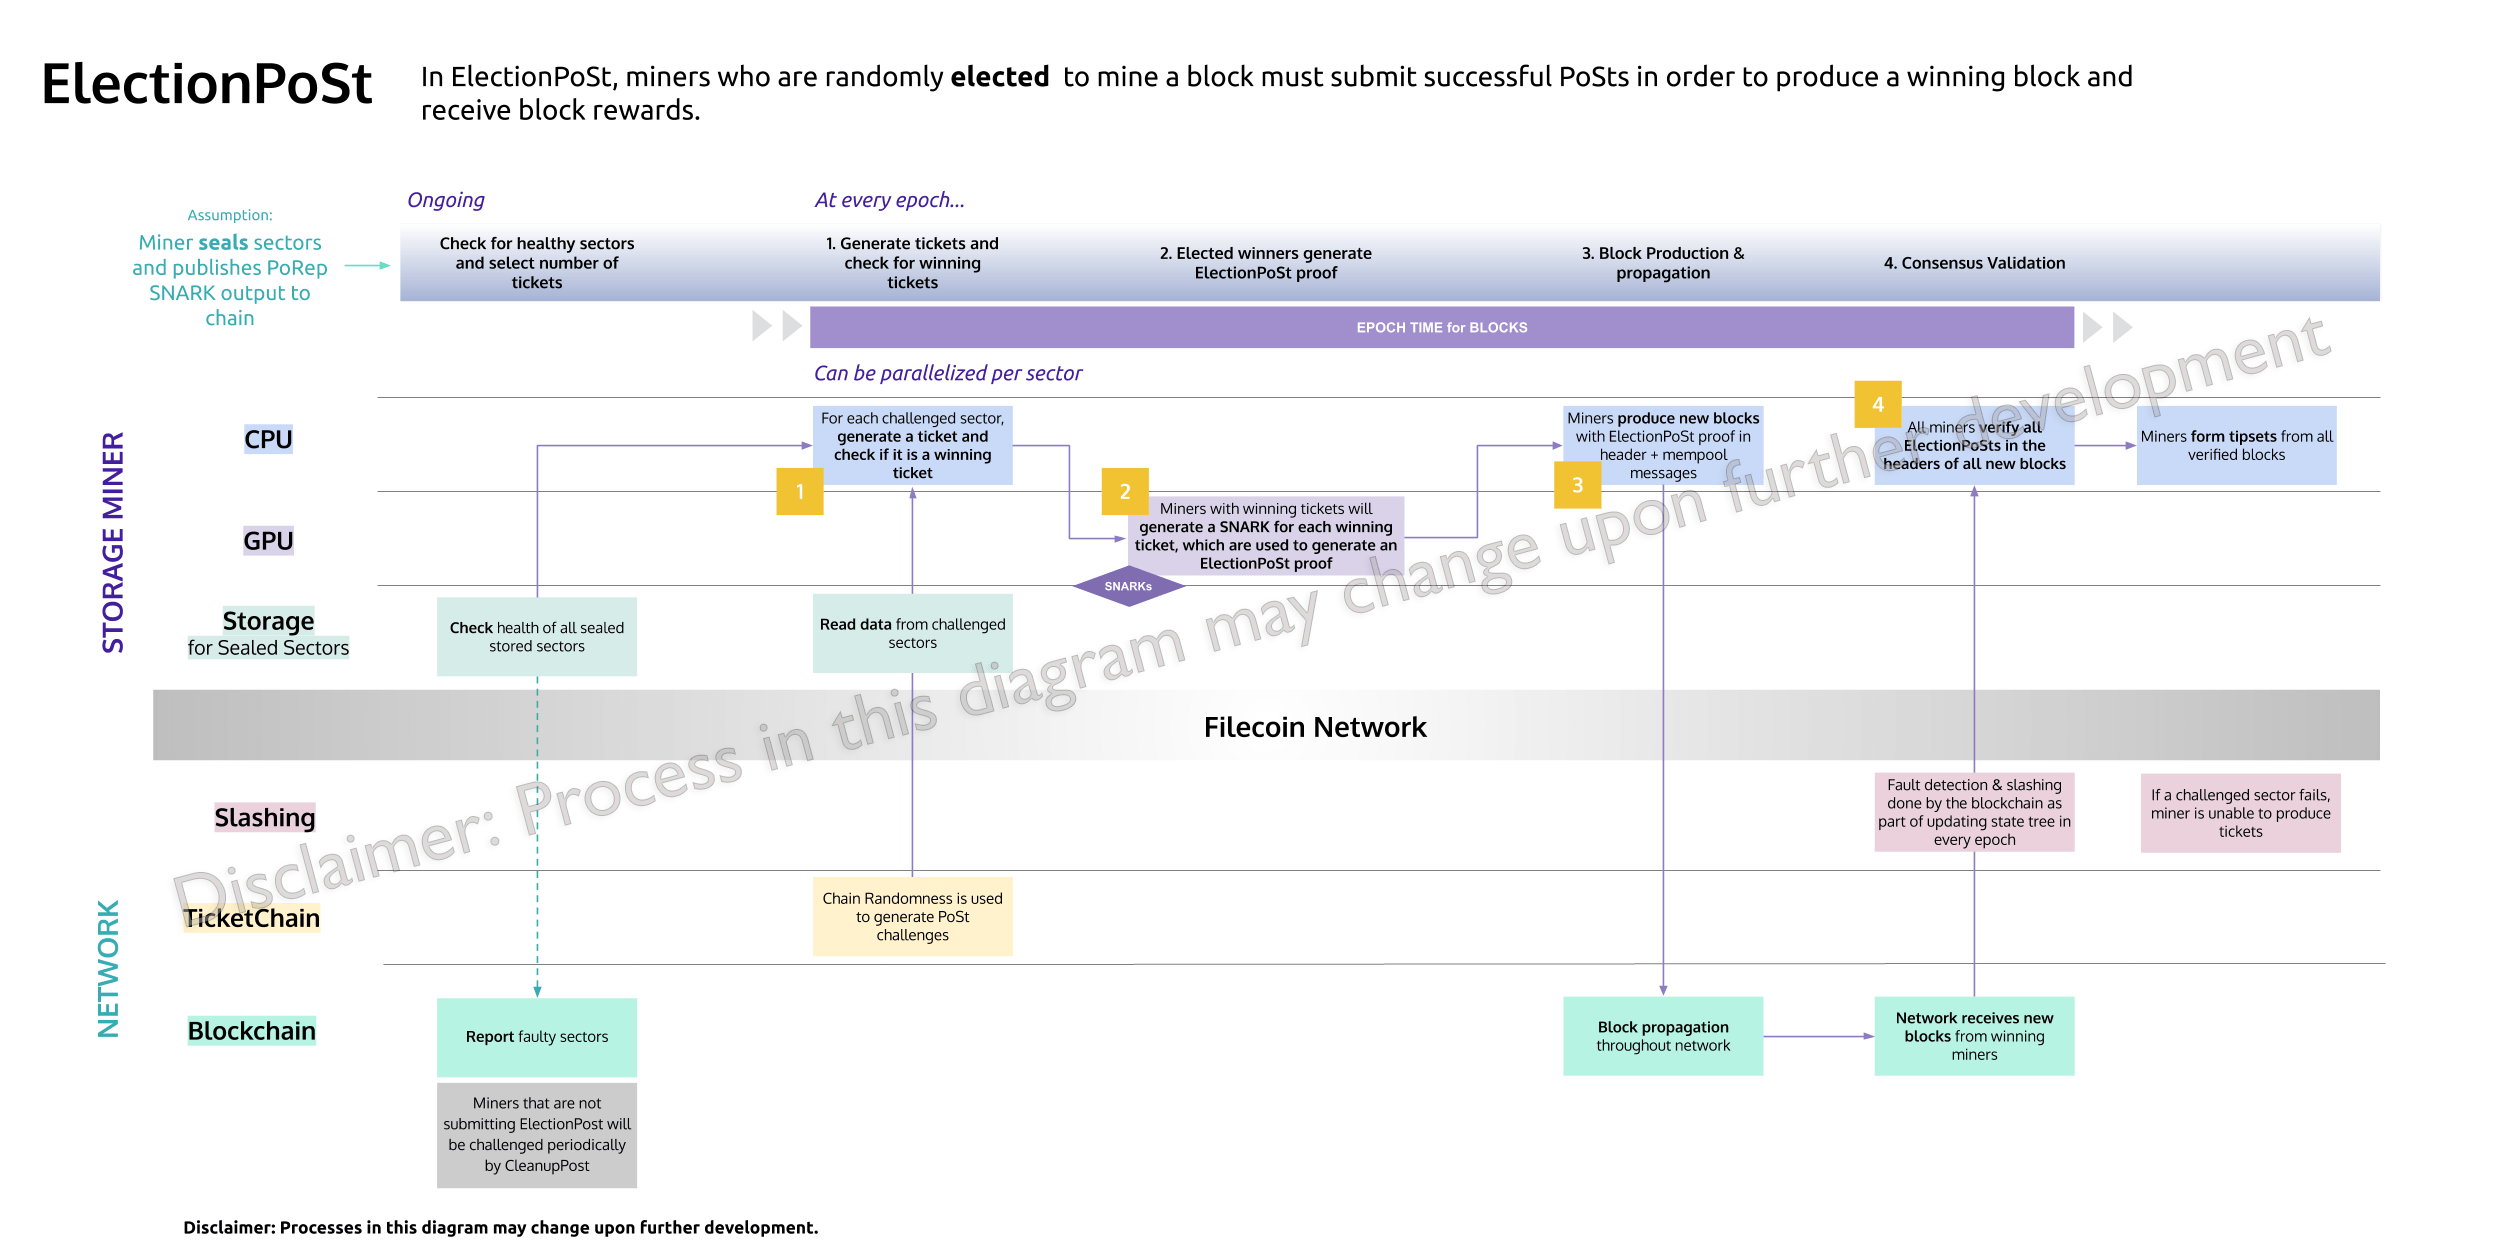 ElectionPoSt
In ElectionPoSt, miners who are randomly elected to mine a block must submit successful PoSts in order to produce a winning block and
receive block rewards.
Ongoing
At every epoch...
Assumption:
Miner seals sectors
and publishes PoRep
SNARK output to
chain
Check for healthy sectors
and select number of
tickets
1. Generate tickets and
check for winning
tickets
2. Elected winners generate
ElectionPoSt proof
3. Block Production &
propagation
4. Consensus Validation
EPOCH TIME for BLOCKS
Can be parallelized per sector
STORAGE MINER
CPU
For each challenged sector,
generate a ticket and
check if it is a winning
ticket
1
Miners produce new blocks
with ElectionPoSt proof in
header + mempool
messages
3
4
All miners verify all
ElectionPoSts in the
headers of all new blocks
Miners form tipsets from all
verified blocks
GPU
2
Miners with winning tickets will
generate a SNARK for each winning
ticket, which are used to generate an
ElectionPoSt proof
SNARKs
Storage
for Sealed Sectors
Check health of all sealed
stored sectors
Read data from challenged
sectors
Filecoin Network
Disclaimer: Process in this diagram may change upon further development
NETWORK
Slashing
Fault detection & slashing
done by the blockchain as
part of updating state tree in
every epoch
If a challenged sector fails,
miner is unable to produce
tickets
TicketChain
Chain Randomness is used
to generate PoSt
challenges
Blockchain
Report faulty sectors
Block propagation
throughout network
Network receives new
blocks from winning
miners
Miners that are not
submitting ElectionPost will
be challenged periodically
by CleanupPost
Disclaimer: Processes in this diagram may change upon further development.